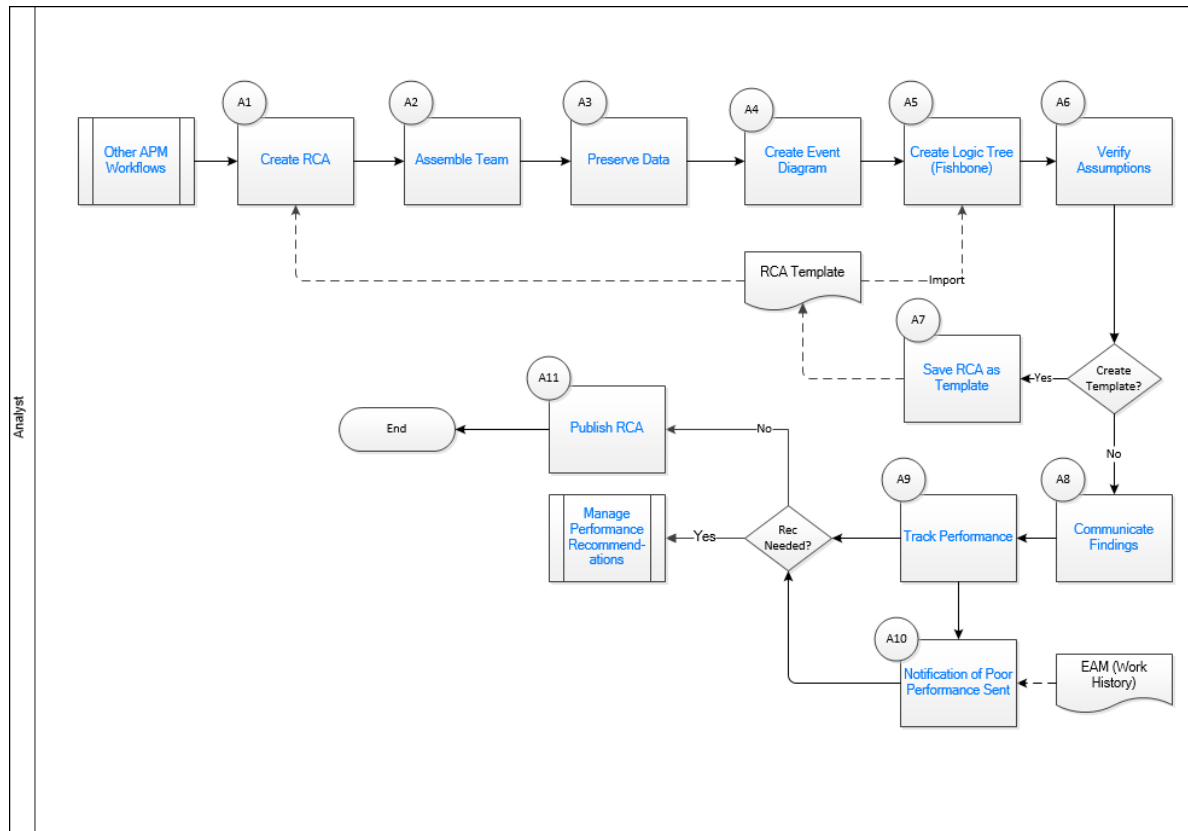 Analyst
A1
A2
A3
A4
A5
A6
Other APM
Workflows
Create RCA
Assemble Team
Preserve Data
Create Event
Diagram
Create Logic Tree
(Fishbone)
Verify
Assumptions
RCA Template
Import
A7
Save RCA as
Template
Yes
Create
Template?
No
A11
Publish RCA
End
No
A9
A8
Manage
Performance
Recommend-
ations
Yes
Rec
Needed?
Track Performance
Communicate
Findings
A10
Notification of Poor
Performance Sent
EAM (Work
History)